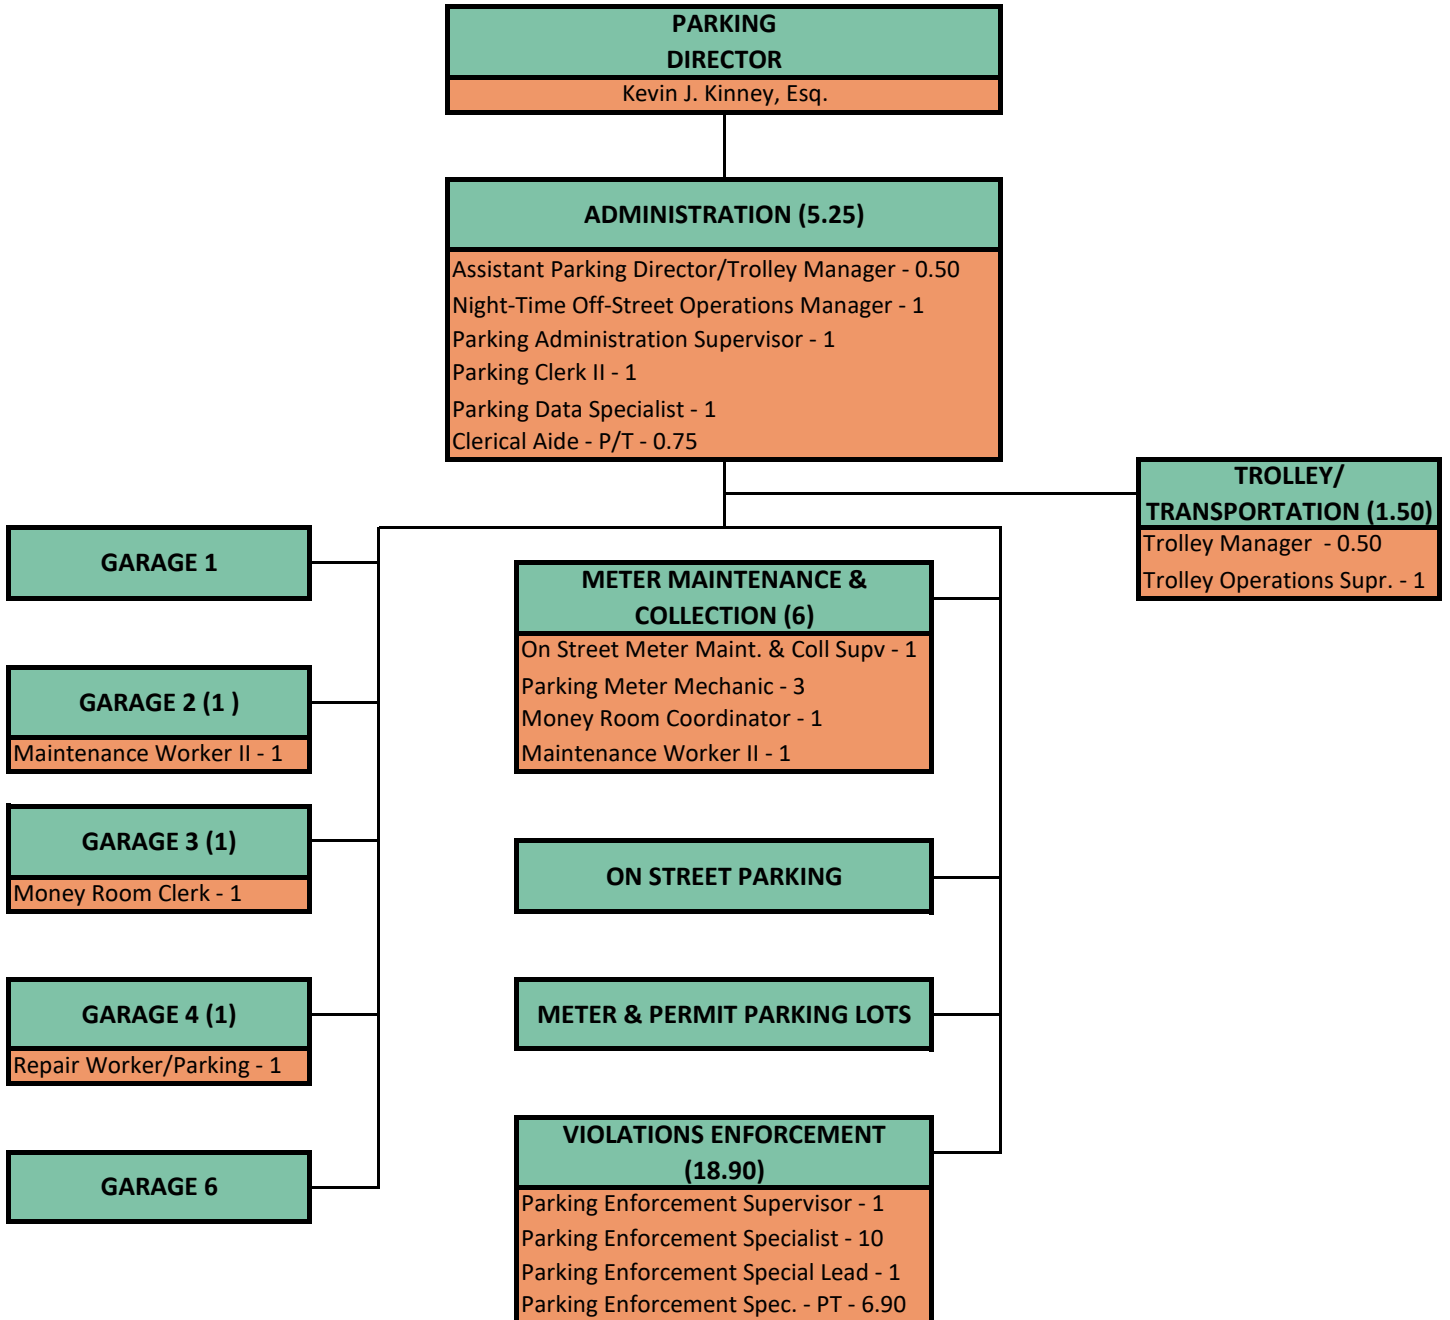 PARKING
DIRECTOR
Kevin J. Kinney, Esq.
ADMINISTRATION (5.25)
Assistant Parking Director/Trolley Manager - 0.50
Night-Time Off-Street Operations Manager - 1
Parking Administration Supervisor - 1
Parking Clerk II - 1
Parking Data Specialist - 1
Clerical Aide - P/T - 0.75
TROLLEY/
TRANSPORTATION (1.50)
Trolley Manager - 0.50
Trolley Operations Supr. - 1
GARAGE 1
GARAGE 2 (1 )
Maintenance Worker II - 1
GARAGE 3 (1)
Money Room Clerk - 1
GARAGE 4 (1)
Repair Worker/Parking - 1
GARAGE 6
METER MAINTENANCE &
COLLECTION (6)
On Street Meter Maint. & Coll Supv - 1
Parking Meter Mechanic - 3
Money Room Coordinator - 1
Maintenance Worker II - 1
ON STREET PARKING
METER & PERMIT PARKING LOTS
VIOLATIONS ENFORCEMENT
(18.90)
Parking Enforcement Supervisor - 1
Parking Enforcement Specialist - 10
Parking Enforcement Special Lead - 1
Parking Enforcement Spec. - PT - 6.90